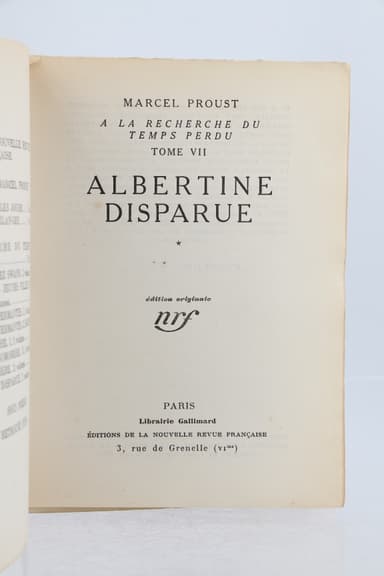 MARCEL PROUST
A LA RECHERCHE DU
TEMPS PERDU
TOME VII
ALBERTINE
DISPARUE
*
édition originale
nrf
PARIS
Librairie Gallimard
ÉDITIONS DE LA NOUVELLE REVUE FRANÇAISE
3, rue de Grenelle (VIme)